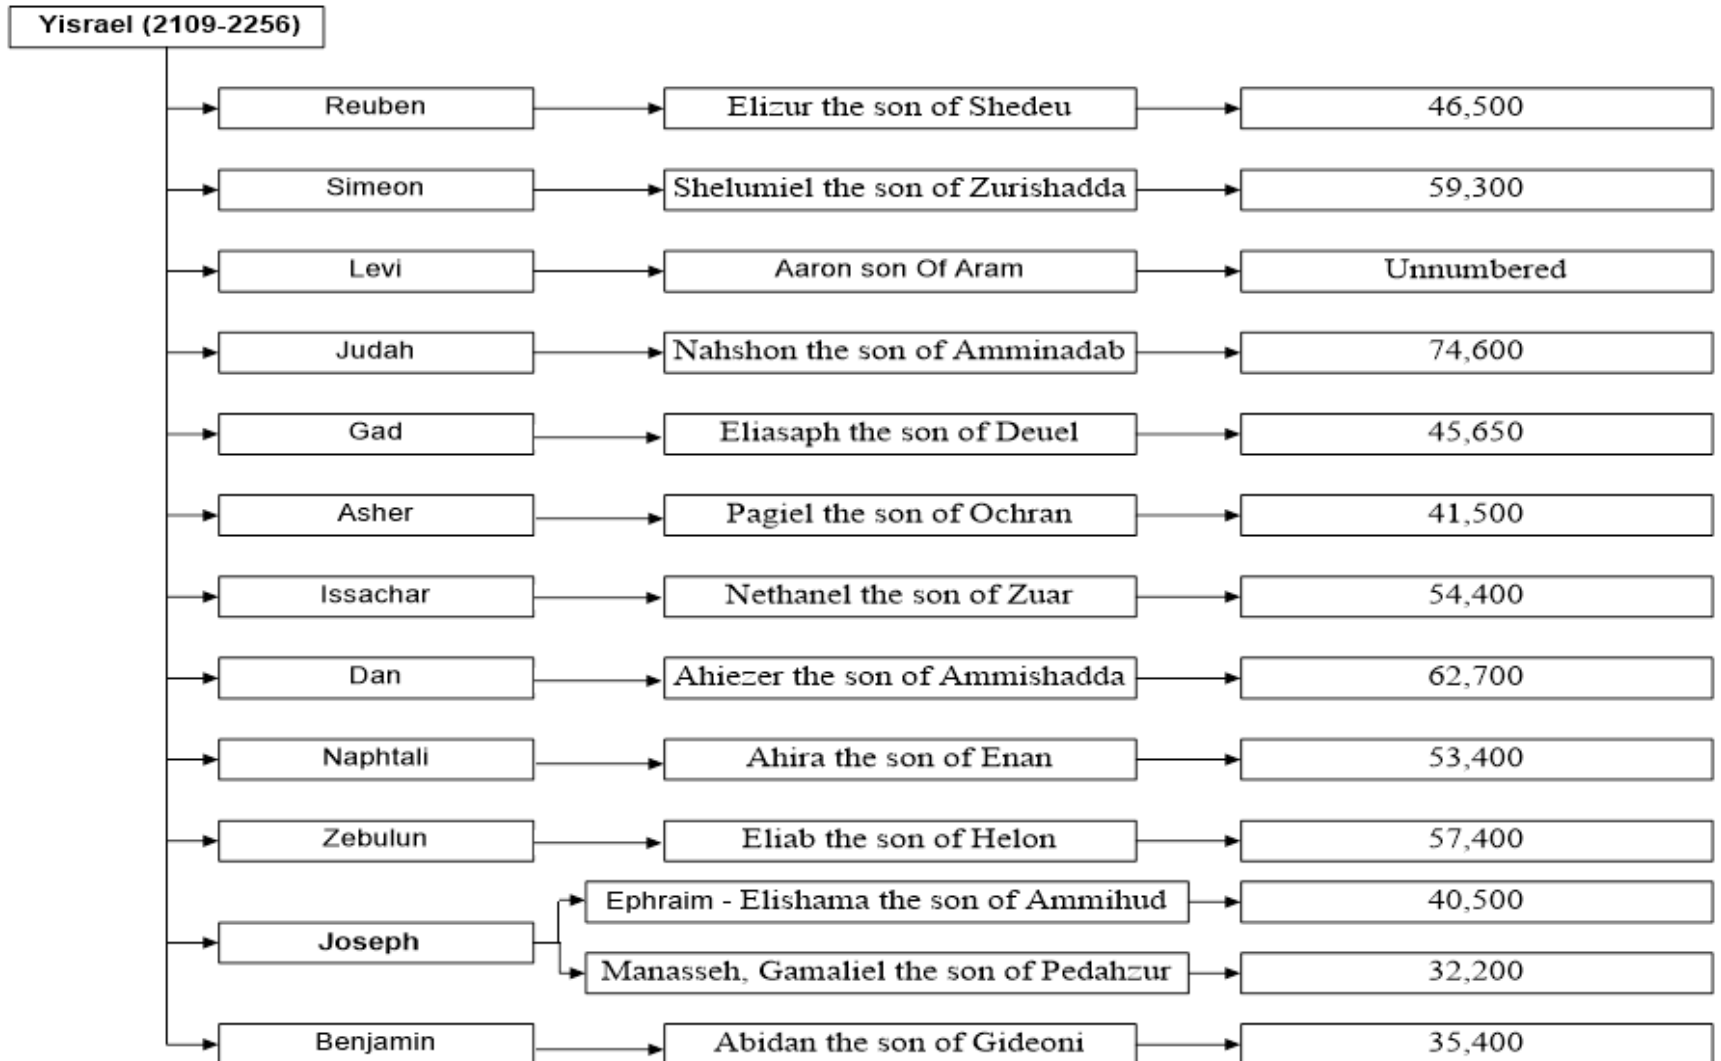 Yisrael (2109-2256)
Reuben Elizur the son of Shedeu 46,500
Simeon Shelumiel the son of Zurishadda 59,300
Levi Aaron son Of Aram Unnumbered
Judah Nahshon the son of Amminadab 74,600
Gad Eliasaph the son of Deuel 45,650
Asher Pagiel the son of Ochran 41,500
Issachar Nethanel the son of Zuar 54,400
Dan Ahiezer the son of Ammishadda 62,700
Naphtali Ahira the son of Enan 53,400
Zebulun Eliab the son of Helon 57,400
Ephraim - Elishama the son of Ammihud 40,500
Joseph
Manasseh, Gamaliel the son of Pedahzur 32,200
Benjamin Abidan the son of Gideoni 35,400